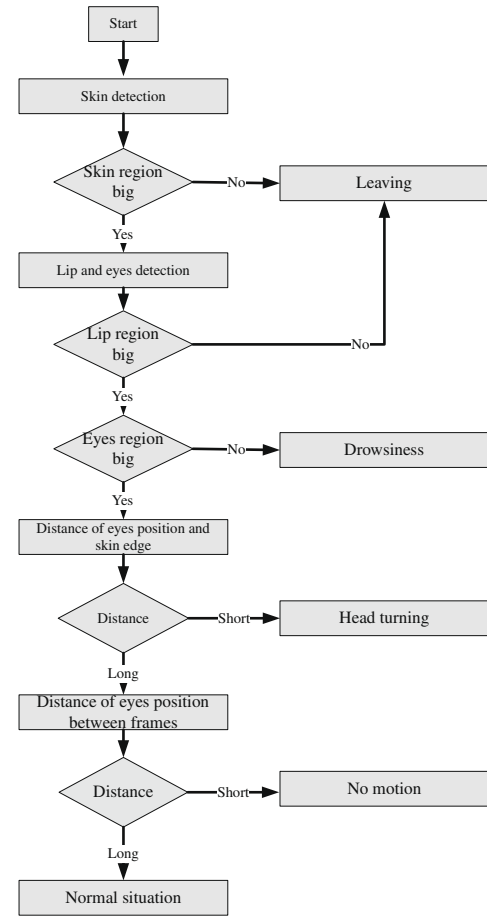 Start
Skin detection
Skin region
big
No
Leaving
Yes
Lip and eyes detection
Lip region
big
No
Yes
Eyes region
big
No
Drowsiness
Yes
Distance of eyes position and
skin edge
Distance
Short
Head turning
Long
Distance of eyes position
between frames
Distance
Short
No motion
Long
Normal situation